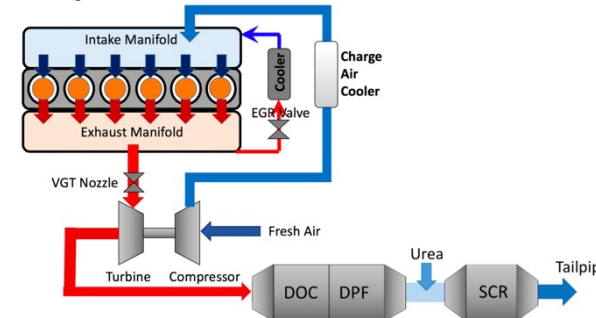 Intake Manifold
Cooler
Charge
Air
Cooler
EGR Valve
Exhaust Manifold
VGT Nozzle
Fresh Air
Turbine
Compressor
Urea
Tailpip
DOC
DPF
SCR